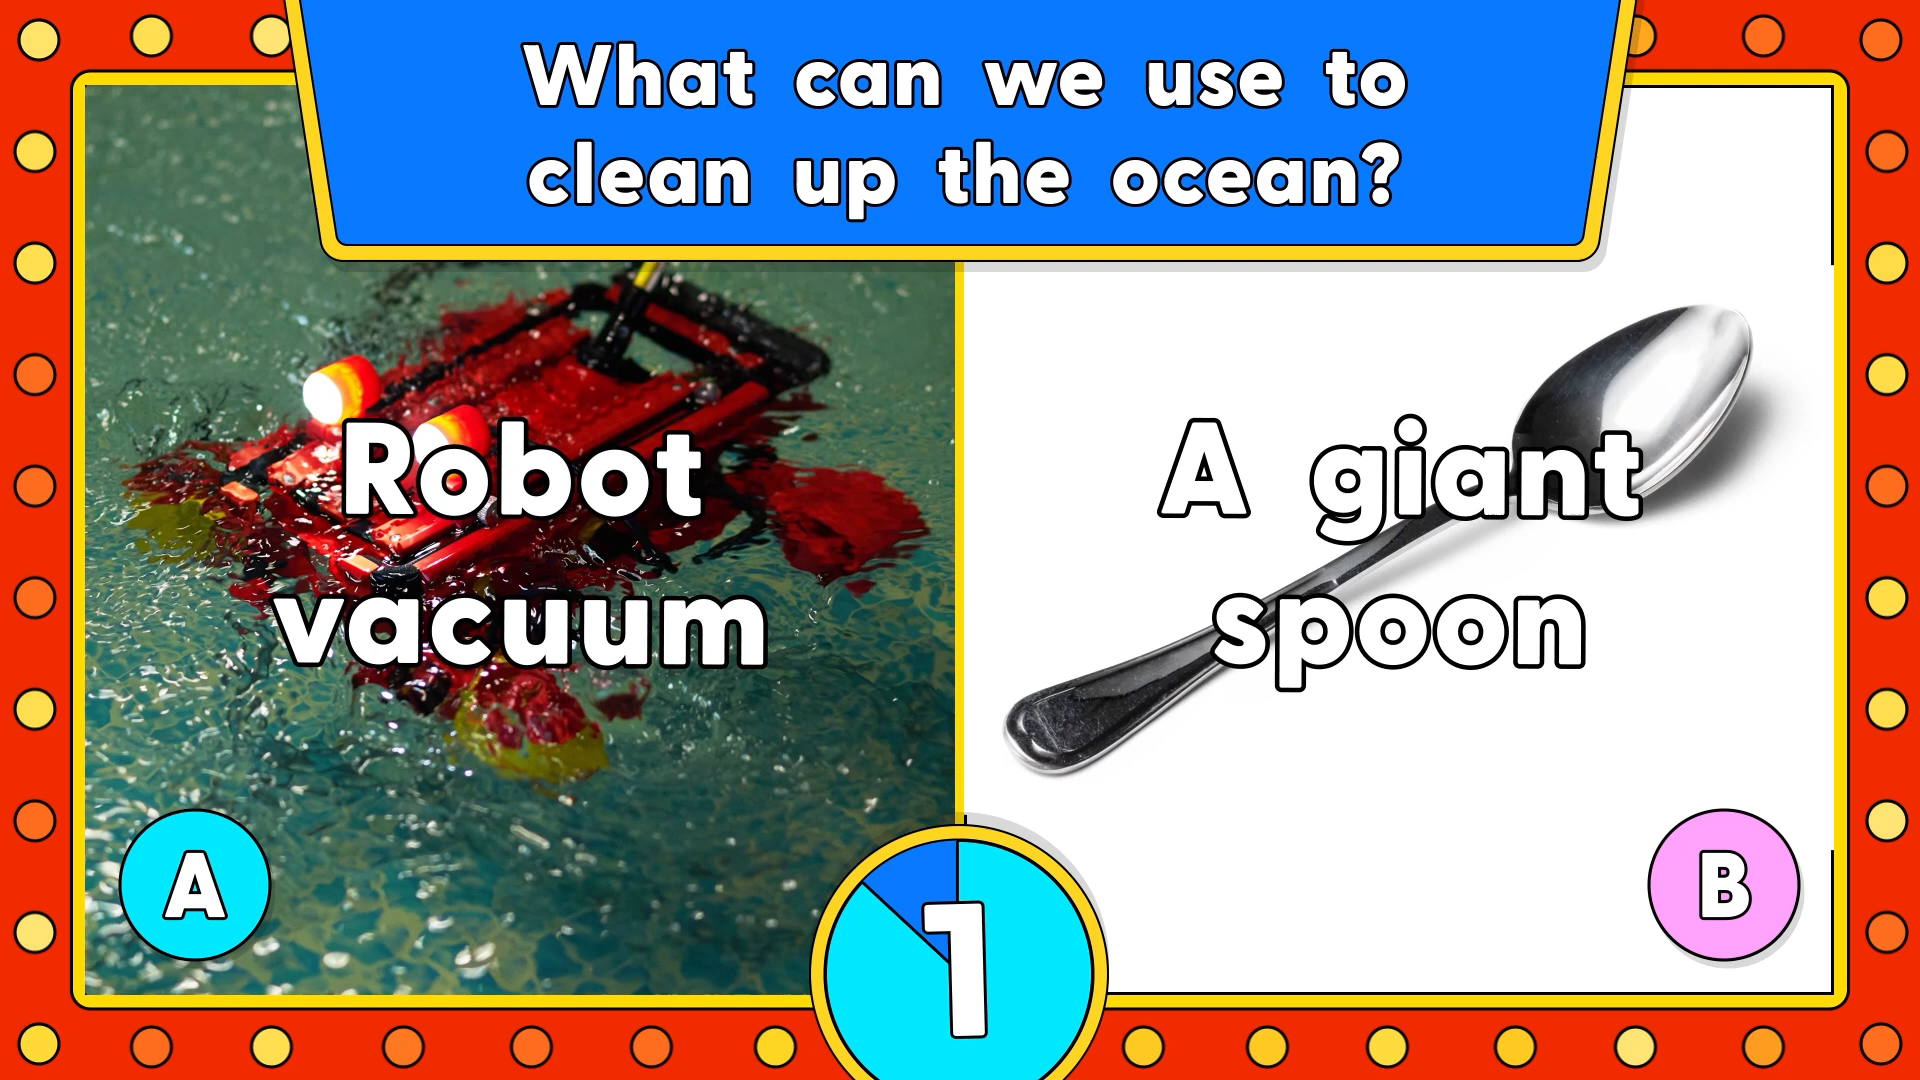 What can we use to
clean up the ocean?
Robot
vacuum
A giant
spoon
A
B
1